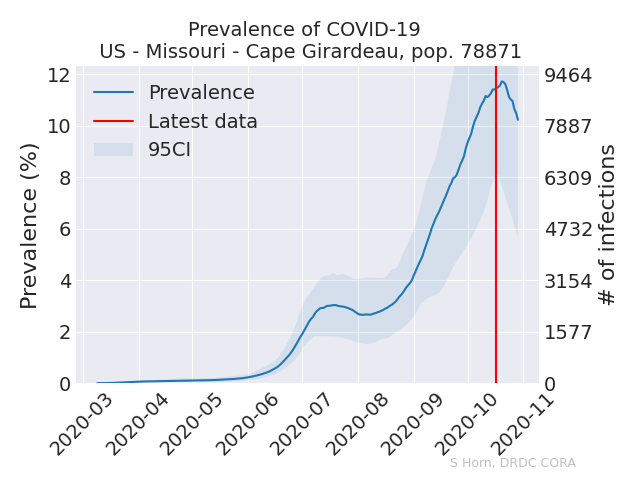 Prevalence of COVID-19
US - Missouri - Cape Girardeau, pop. 78871
Prevalence
Latest data
95CI
Prevalence (%)
12
10
8
6
4
2
0
9464
7887
6309
4732
3154
1577
0
# of infections
2020-03
2020-04
2020-05
2020-06
2020-07
2020-08
2020-09
2020-10
2020-11
S Horn, DRDC CORA